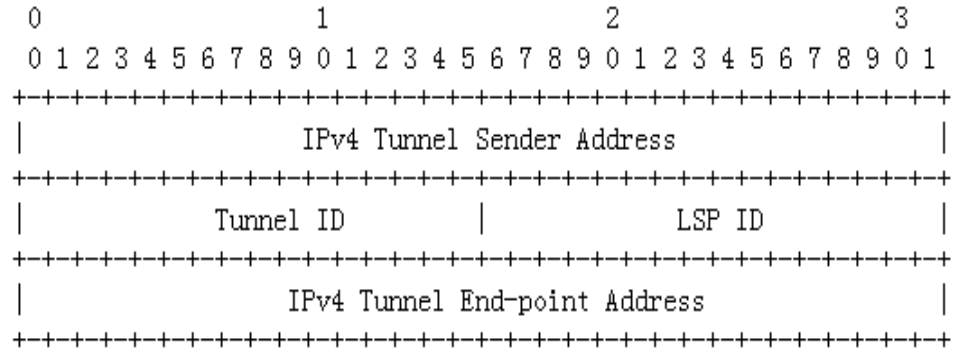 0                   1                   2                   3
0 1 2 3 4 5 6 7 8 9 0 1 2 3 4 5 6 7 8 9 0 1 2 3 4 5 6 7 8 9 0 1
+-+-+-+-+-+-+-+-+-+-+-+-+-+-+-+-+-+-+-+-+-+-+-+-+-+-+-+-+-+-+-+-+
|                   IPv4 Tunnel Sender Address                  |
+-+-+-+-+-+-+-+-+-+-+-+-+-+-+-+-+-+-+-+-+-+-+-+-+-+-+-+-+-+-+-+-+
|             Tunnel ID         |             LSP ID            |
+-+-+-+-+-+-+-+-+-+-+-+-+-+-+-+-+-+-+-+-+-+-+-+-+-+-+-+-+-+-+-+-+
|                  IPv4 Tunnel End-point Address                |
+-+-+-+-+-+-+-+-+-+-+-+-+-+-+-+-+-+-+-+-+-+-+-+-+-+-+-+-+-+-+-+-+